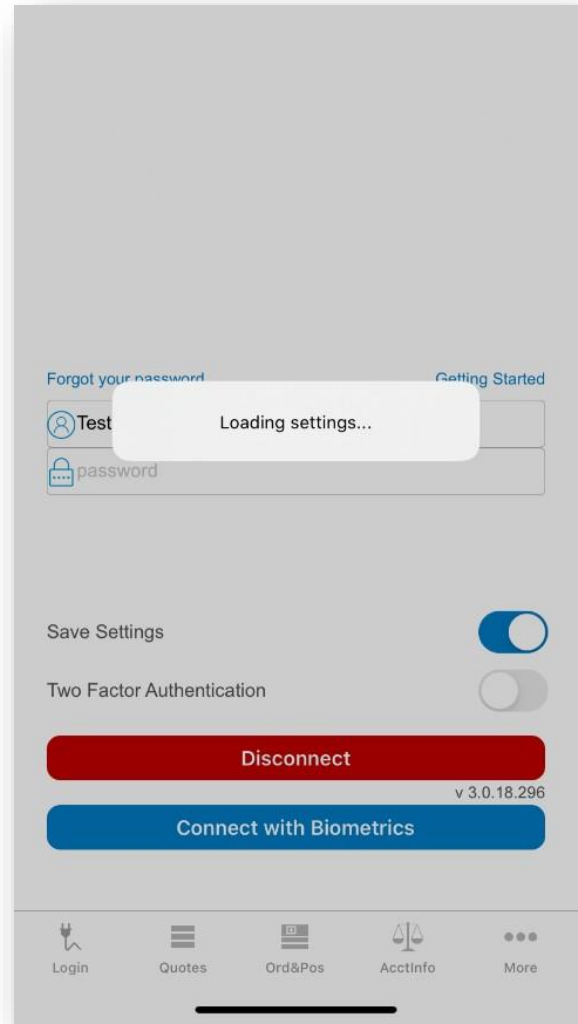 Forgot your password
Getting Started
Test
Loading settings...
password
Save Settings
Two Factor Authentication
Disconnect
v 3.0.18.296
Connect with Biometrics
Login
Quotes
Ord&Pos
AcctInfo
More